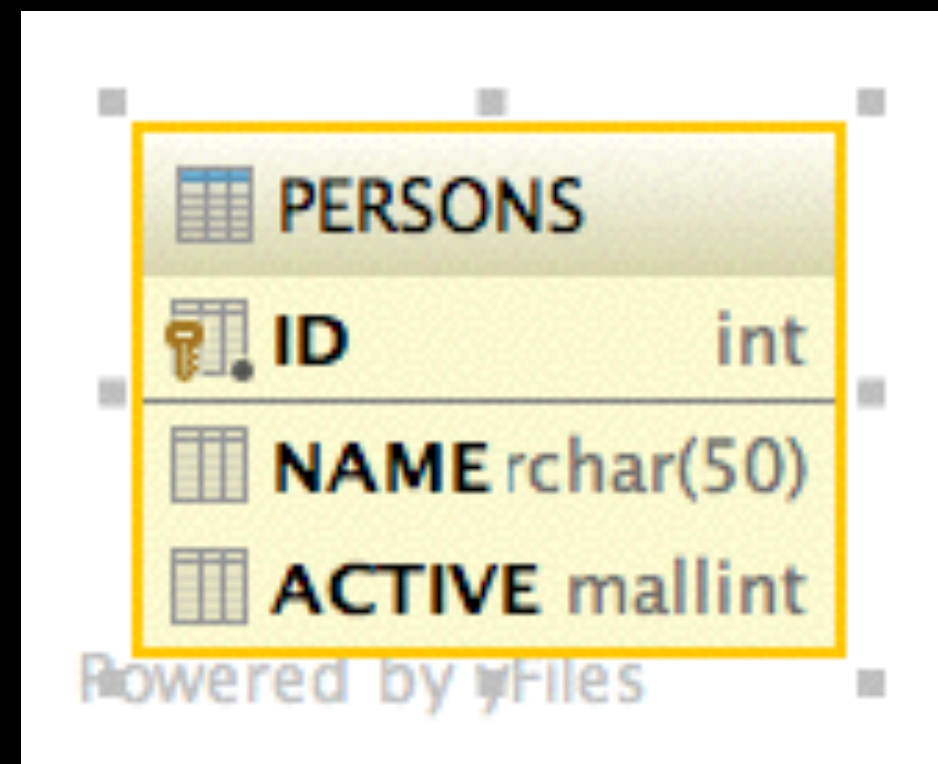 PERSONS
ID int
NAME rchar(50)
ACTIVE mallint
Powered by yFiles